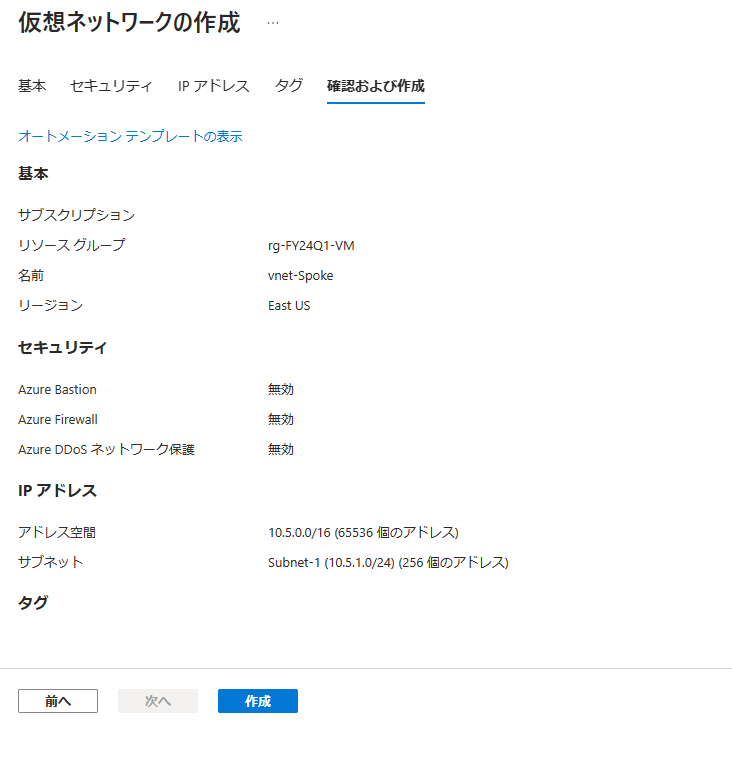 仮想ネットワークの作成 …
基本 セキュリティ IP アドレス タグ 確認および作成
オートメーション テンプレートの表示
基本
サブスクリプション
リソース グループ rg-FY24Q1-VM
名前 vnet-Spoke
リージョン East US
セキュリティ
Azure Bastion 無効
Azure Firewall 無効
Azure DDoS ネットワーク保護 無効
IP アドレス
アドレス空間 10.5.0.0/16 (65536 個のアドレス)
サブネット Subnet-1 (10.5.1.0/24) (256 個のアドレス)
タグ
前へ 次へ 作成